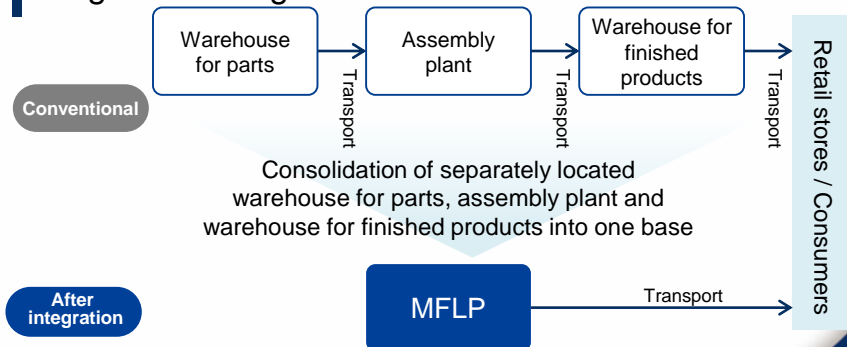 Warehouse
for parts
Assembly
plant
Warehouse for
finished
products
Transport
Transport
Transport
Conventional
Retail stores / Consumers
Consolidation of separately located
warehouse for parts, assembly plant and
warehouse for finished products into one base
After
integration
MFLP
Transport